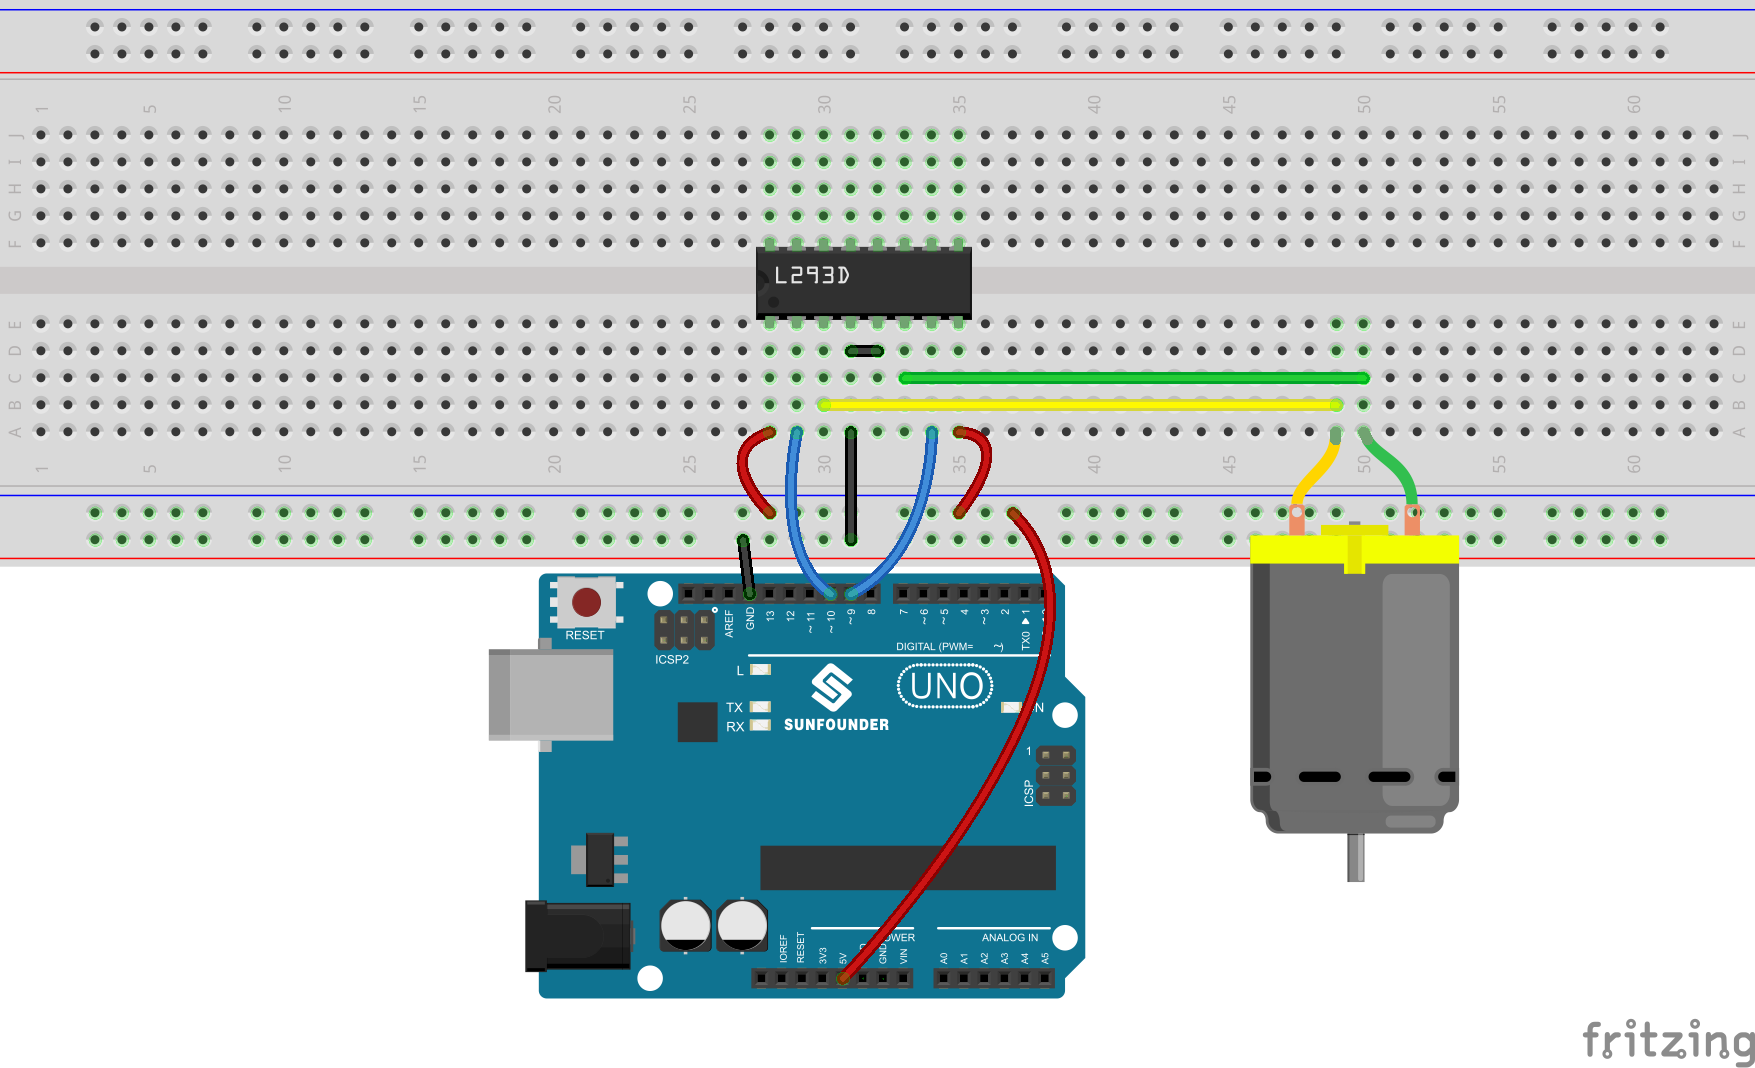 1 5 10 15 20 25 30 35 40 45 50 55 60
J J
I I
H H
G G
F F
L293D
E E
D D
C C
B B
A A
1 5 10 15 20 25 30 35 40 45 50 55 60
RESET
ICSP2
AREF GND 13 12 ~11 ~10 ~9 8 7 ~6 ~5 4 ~3 2 TX0▶1
DIGITAL (PWM= ~)
L
TX
RX
UNO
SUNFOUNDER
1
ICSP
IOREF RESET 3V3 5V GND VIN
A0 A1 A2 A3 A4 A5
ANALOG IN
fritzing